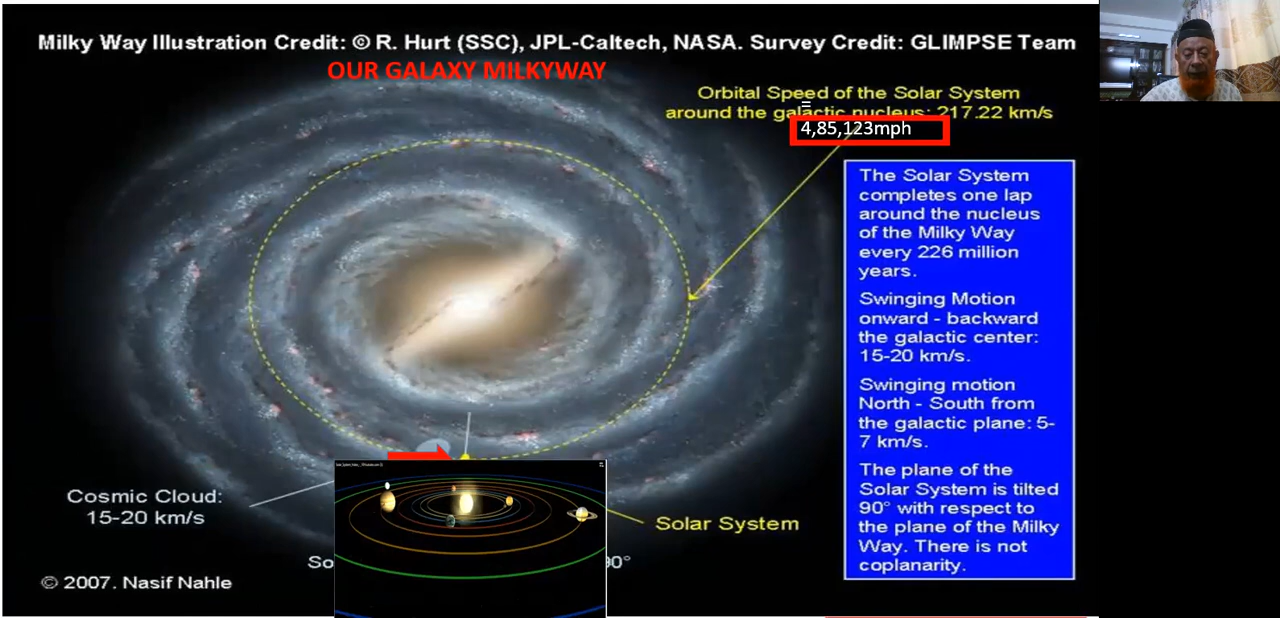 Milky Way Illustration Credit: © R. Hurt (SSC), JPL-Caltech, NASA. Survey Credit: GLIMPSE Team
OUR GALAXY MILKYWAY
Orbital Speed of the Solar System
around the galactic nucleus: 217.22 km/s
=
4,85,123mph
The Solar System
completes one lap
around the nucleus
of the Milky Way
every 226 million
years.
Swinging Motion
onward - backward
the galactic center:
15-20 km/s.
Swinging motion
North - South from
the galactic plane: 5-
7 km/s.
The plane of the
Solar System is tilted
90° with respect to
the plane of the Milky
Way. There is not
coplanarity.
Cosmic Cloud:
15-20 km/s
Solar System
So
0°
© 2007. Nasif Nahle